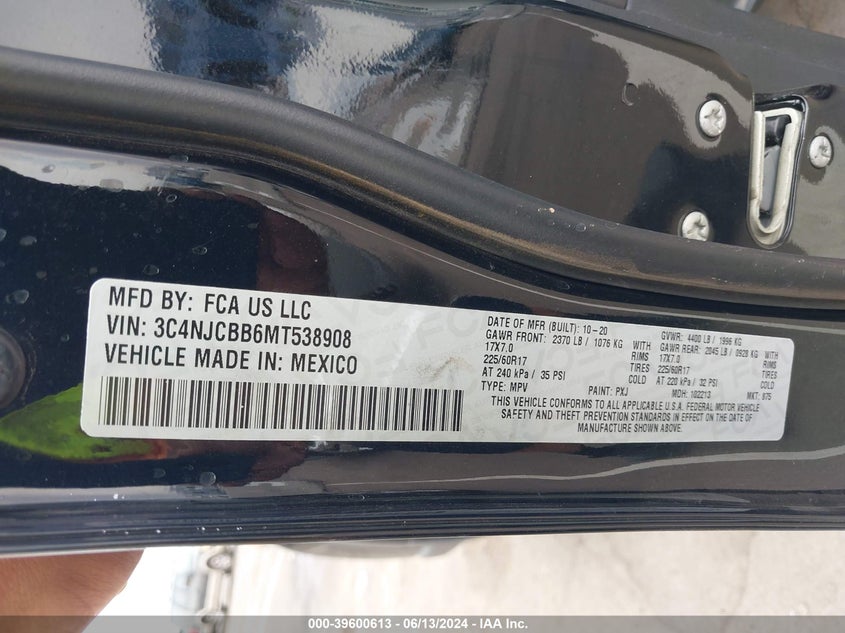 MFD BY: FCA US LLC
VIN: 3C4NJCBB6MT538908
VEHICLE MADE IN: MEXICO
DATE OF MFR (BUILT): 10-20 GVWR: 4400 LB / 1996 KG
GAWR FRONT: 2370 LB / 1076 KG WITH GAWR REAR: 2045 LB / 0928 KG WITH
17X7.0 RIMS 17X7.0 RIMS
225/60R17 TIRES 225/60R17 TIRES
AT 240 kPa / 35 PSI COLD AT 220 kPa / 32 PSI COLD
TYPE: MPV PAINT: PXJ MDH: 102213 MKT: 875
THIS VEHICLE CONFORMS TO ALL APPLICABLE U.S.A. FEDERAL MOTOR VEHICLE
SAFETY AND THEFT PREVENTION STANDARDS IN EFFECT ON THE DATE OF
MANUFACTURE SHOWN ABOVE.
000-39600613 - 06/13/2024 - IAA Inc.